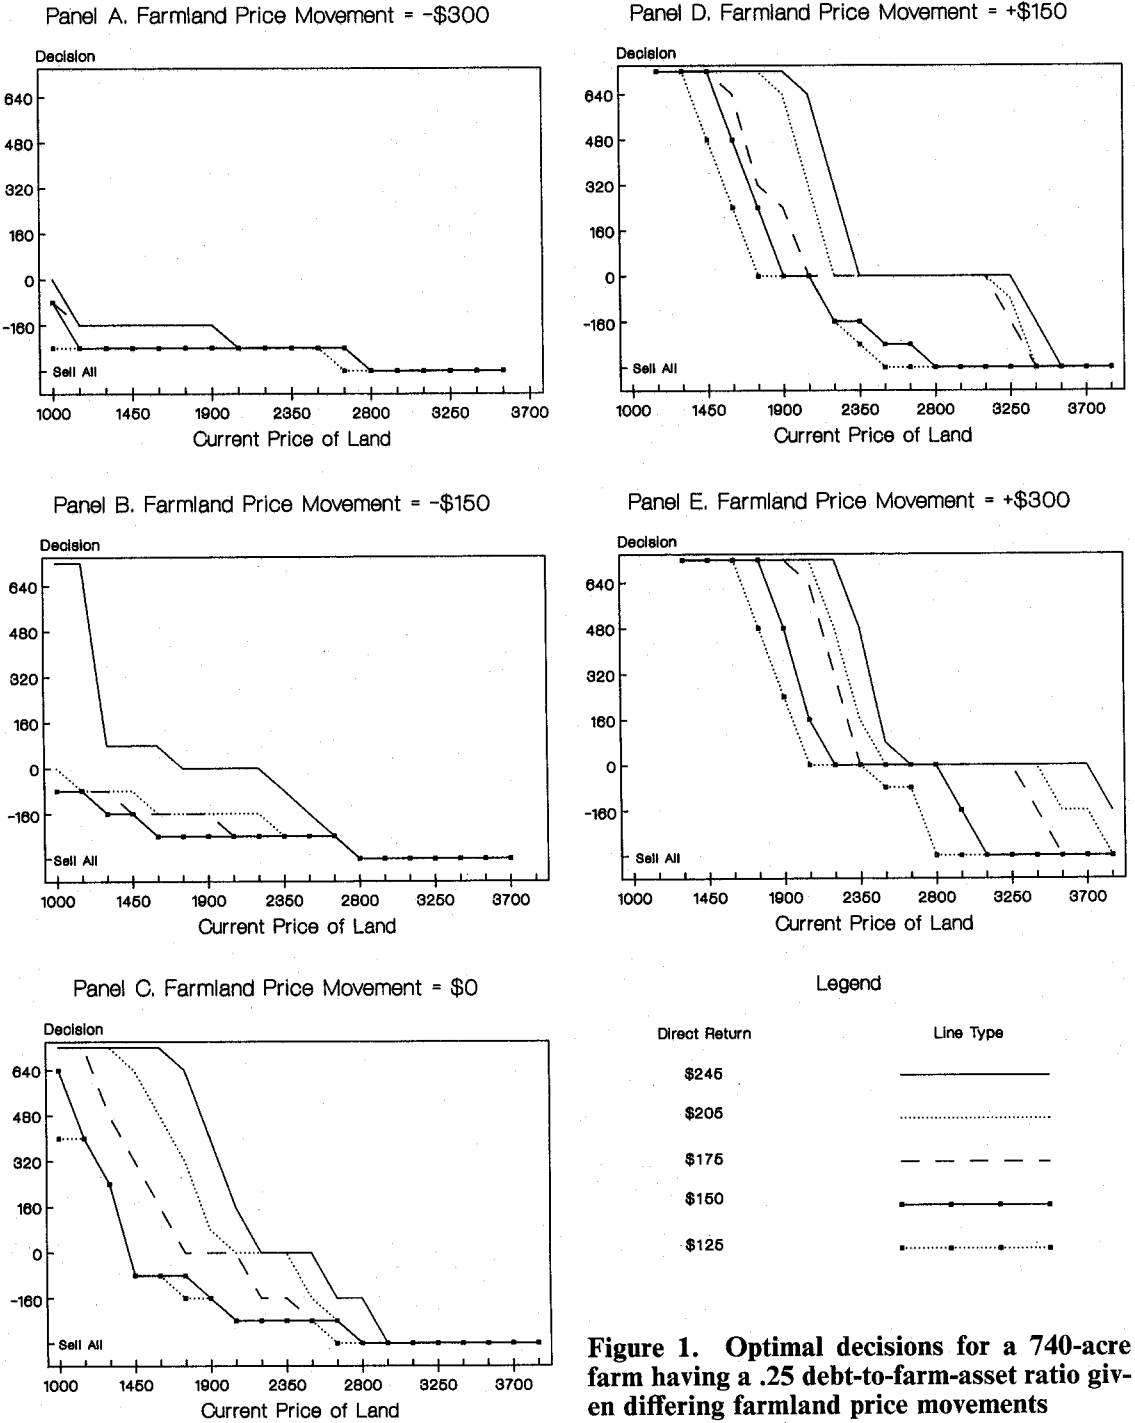 Panel A. Farmland Price Movement = -$300
Decision
640
480
320
160
0
-160
Sell All
1000 1450 1900 2350 2800 3250 3700
Current Price of Land
Panel B. Farmland Price Movement = -$150
Decision
640
480
320
160
0
-160
Sell All
1000 1450 1900 2350 2800 3250 3700
Current Price of Land
Panel C. Farmland Price Movement = $0
Decision
640
480
320
160
0
-160
Sell All
1000 1450 1900 2350 2800 3250 3700
Current Price of Land
Panel D. Farmland Price Movement = +$150
Decision
640
480
320
160
0
-160
Sell All
1000 1450 1900 2350 2800 3250 3700
Current Price of Land
Panel E. Farmland Price Movement = +$300
Decision
640
480
320
160
0
-160
Sell All
1000 1450 1900 2350 2800 3250 3700
Current Price of Land
Legend
Direct Return Line Type
$245
$205
$175
$150
$125
Figure 1. Optimal decisions for a 740-acre
farm having a .25 debt-to-farm-asset ratio giv-
en differing farmland price movements